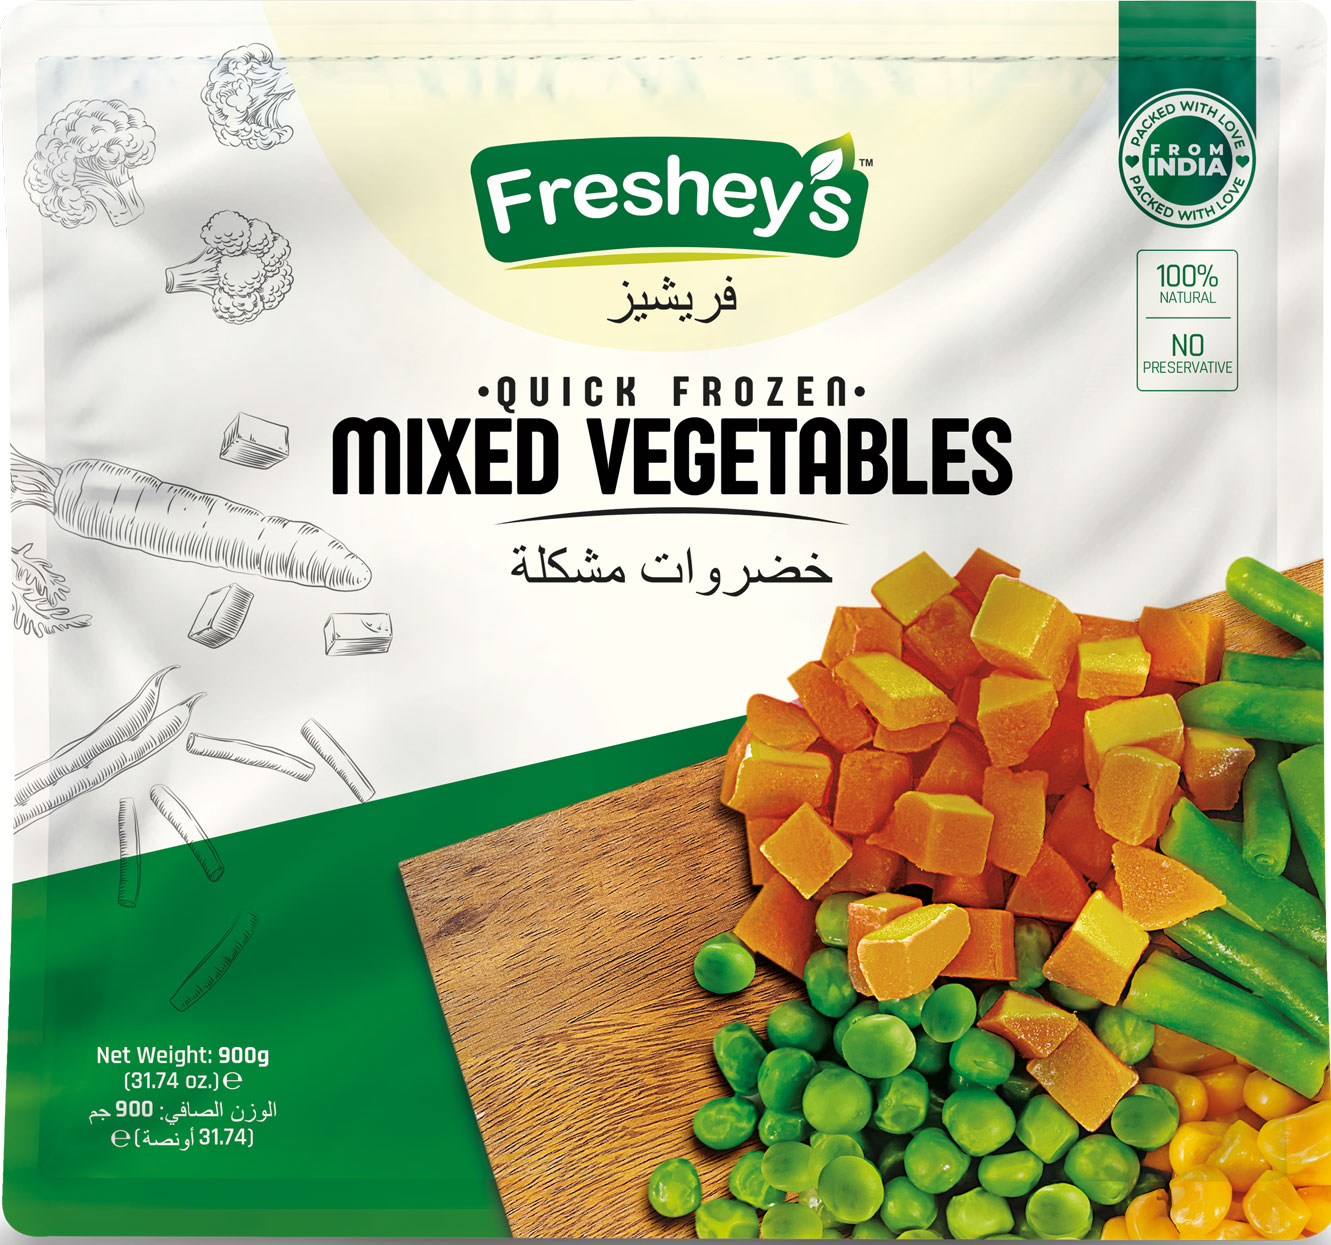 Freshey's™
فريشيز
PACKED WITH LOVE
FROM
INDIA
PACKED WITH LOVE
100%
NATURAL
NO
PRESERVATIVE
•QUICK FROZEN•
MIXED VEGETABLES
خضروات مشكلة
Net Weight: 900g
(31.74 oz.) ℮
الوزن الصافي: 900 جم
(31.74 أونصة) ℮